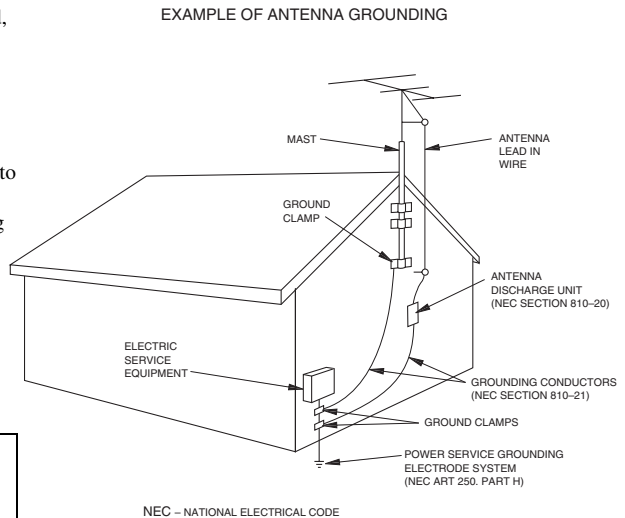 EXAMPLE OF ANTENNA GROUNDING
to
MAST
ANTENNA
LEAD IN
WIRE
GROUND
CLAMP
ANTENNA
DISCHARGE UNIT
(NEC SECTION 810–20)
ELECTRIC
SERVICE
EQUIPMENT
GROUNDING CONDUCTORS
(NEC SECTION 810–21)
GROUND CLAMPS
POWER SERVICE GROUNDING
ELECTRODE SYSTEM
(NEC ART 250. PART H)
NEC – NATIONAL ELECTRICAL CODE